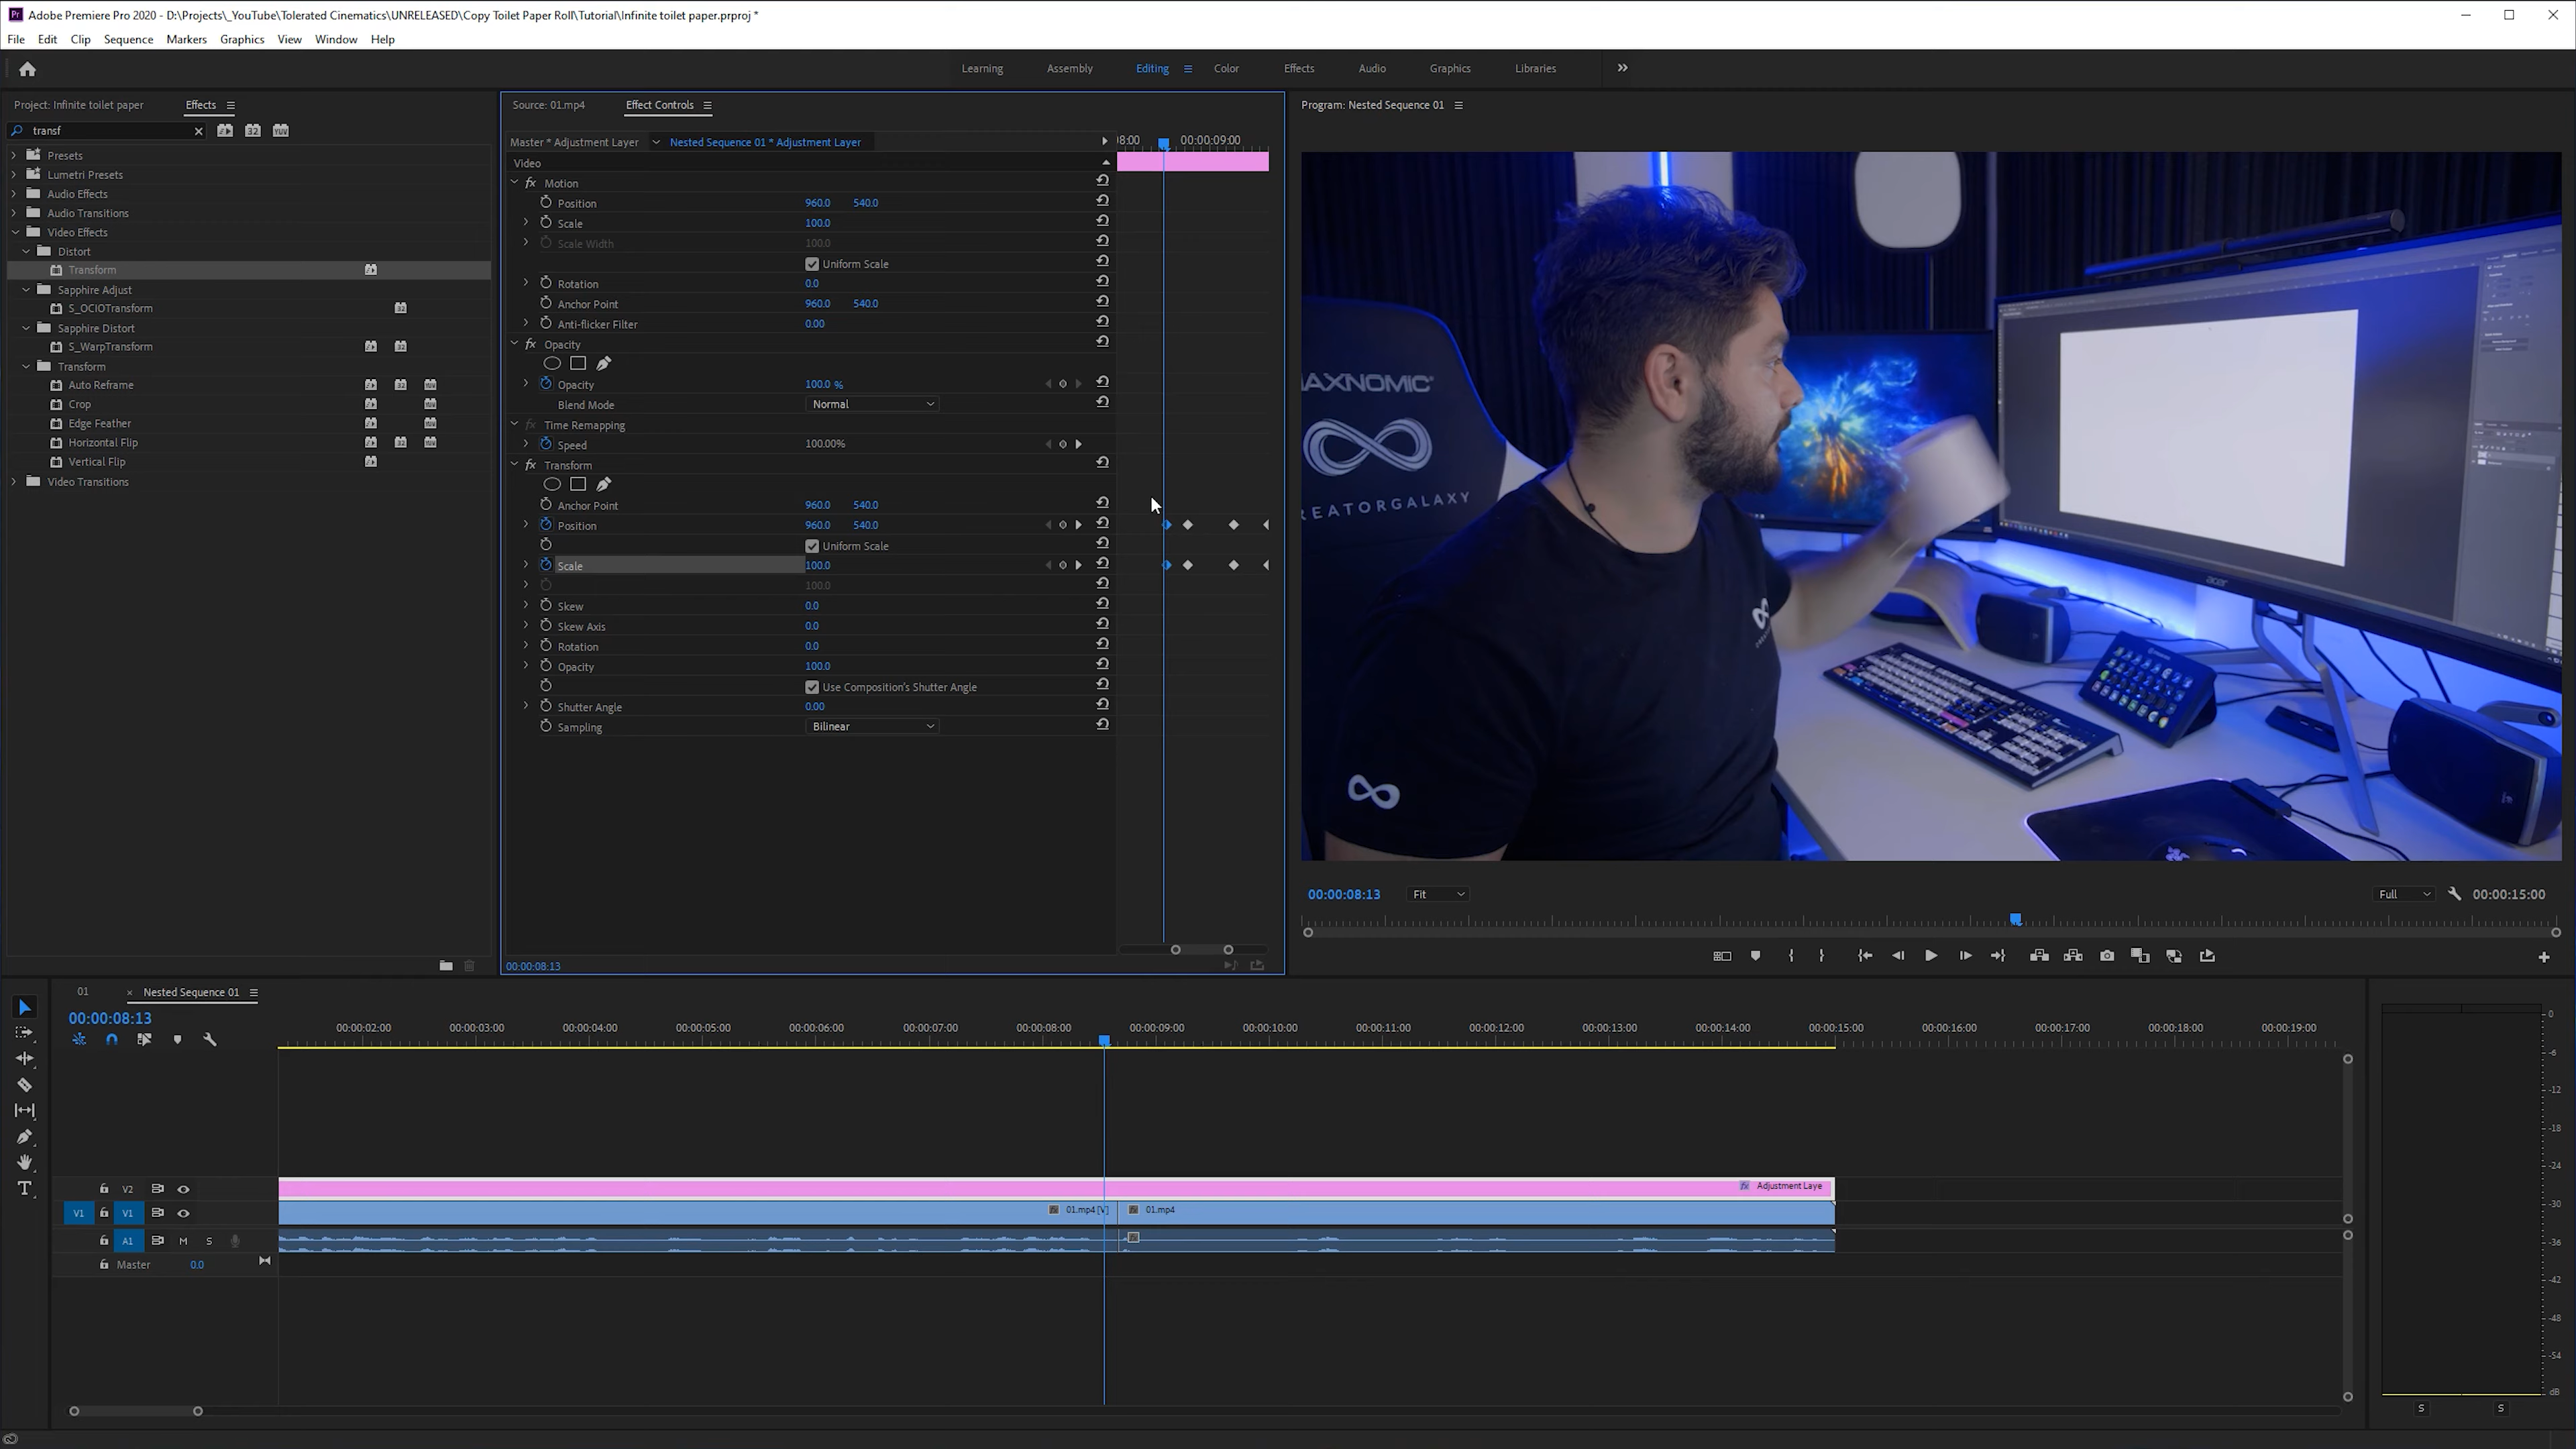 Adobe Premiere Pro 2020 - D:\Projects\_YouTube\Tolerated Cinematics\UNRELEASED\Copy Toilet Paper Roll\Tutorial\Infinite toilet paper.prproj *
File Edit Clip Sequence Markers Graphics View Window Help
Learning Assembly Editing Color Effects Audio Graphics Libraries
Project: Infinite toilet paper Effects
transf
Presets
Lumetri Presets
Audio Effects
Audio Transitions
Video Effects
Distort
Transform
Sapphire Adjust
S_OCIOTransform
Sapphire Distort
S_WarpTransform
Transform
Auto Reframe
Crop
Edge Feather
Horizontal Flip
Vertical Flip
Video Transitions
Source: 01.mp4 Effect Controls
Master * Adjustment Layer Nested Sequence 01 * Adjustment Layer
00:00:09:00
Video
Motion
Position 960.0 540.0
Scale 100.0
Scale Width 100.0
Uniform Scale
Rotation 0.0
Anchor Point 960.0 540.0
Anti-flicker Filter 0.00
Opacity
Opacity 100.0 %
Blend Mode Normal
Time Remapping
Speed 100.00%
Transform
Anchor Point 960.0 540.0
Position 960.0 540.0
Uniform Scale
Scale 100.0
100.0
Skew 0.0
Skew Axis 0.0
Rotation 0.0
Opacity 100.0
Use Composition's Shutter Angle
Shutter Angle 0.00
Sampling Bilinear
00:00:08:13
Program: Nested Sequence 01
AXNOMIC
REATORGALAXY
acer
00:00:08:13 Fit Full 00:00:15:00
01 × Nested Sequence 01
00:00:08:13
00:00:02:00 00:00:03:00 00:00:04:00 00:00:05:00 00:00:06:00 00:00:07:00 00:00:08:00 00:00:09:00 00:00:10:00 00:00:11:00 00:00:12:00 00:00:13:00 00:00:14:00 00:00:15:00 00:00:16:00 00:00:17:00 00:00:18:00 00:00:19:00
V2 Adjustment Laye
V1 V1 01.mp4 [V] 01.mp4
A1 M S
Master 0.0
0
-6
-12
-18
-24
-30
-36
-42
-48
-54
dB
S S